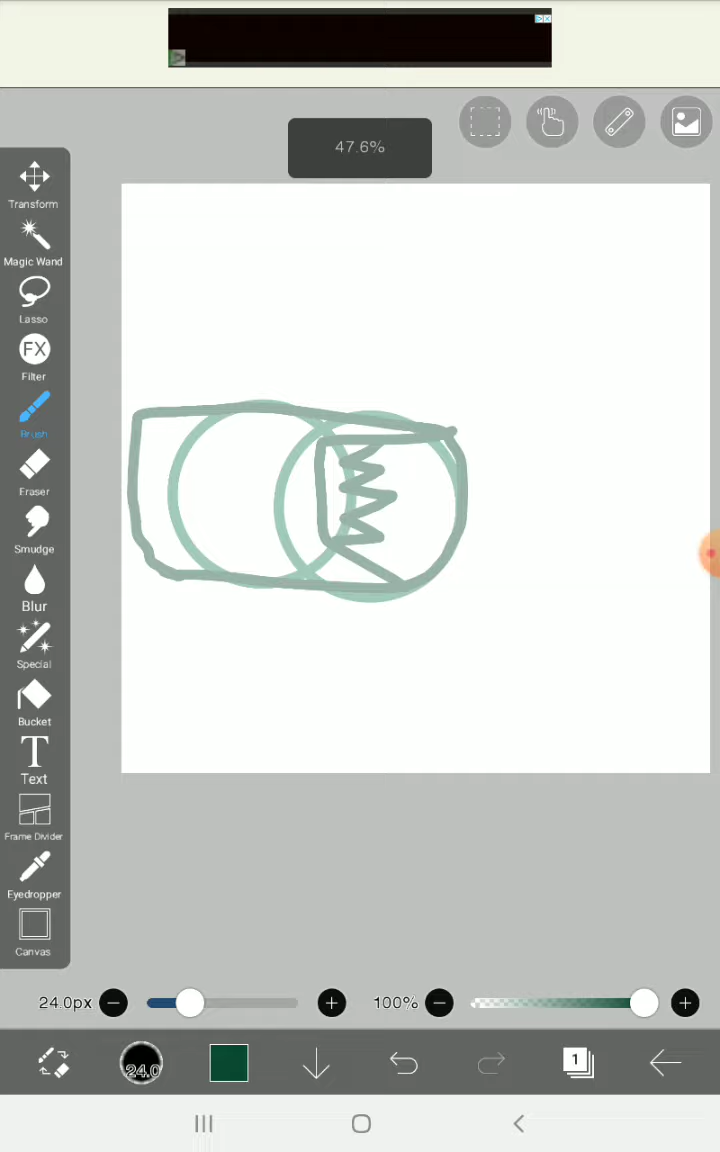 47.6%
Transform
Magic Wand
Lasso
FX
Filter
Brush
Eraser
Smudge
Blur
Special
Bucket
T
Text
Frame Divider
Eyedropper
Canvas
24.0px
100%
24.0
1